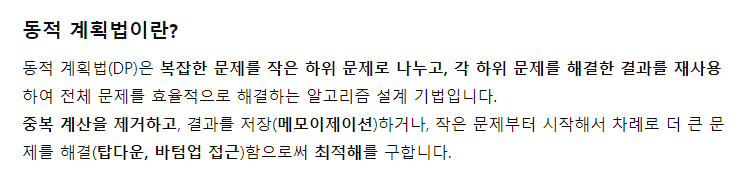 동적 계획법이란?
동적 계획법(DP)은 복잡한 문제를 작은 하위 문제로 나누고, 각 하위 문제를 해결한 결과를 재사용
하여 전체 문제를 효율적으로 해결하는 알고리즘 설계 기법입니다.
중복 계산을 제거하고, 결과를 저장(메모이제이션)하거나, 작은 문제부터 시작해서 차례로 더 큰 문
제를 해결(탑다운, 바텀업 접근)함으로써 최적해를 구합니다.